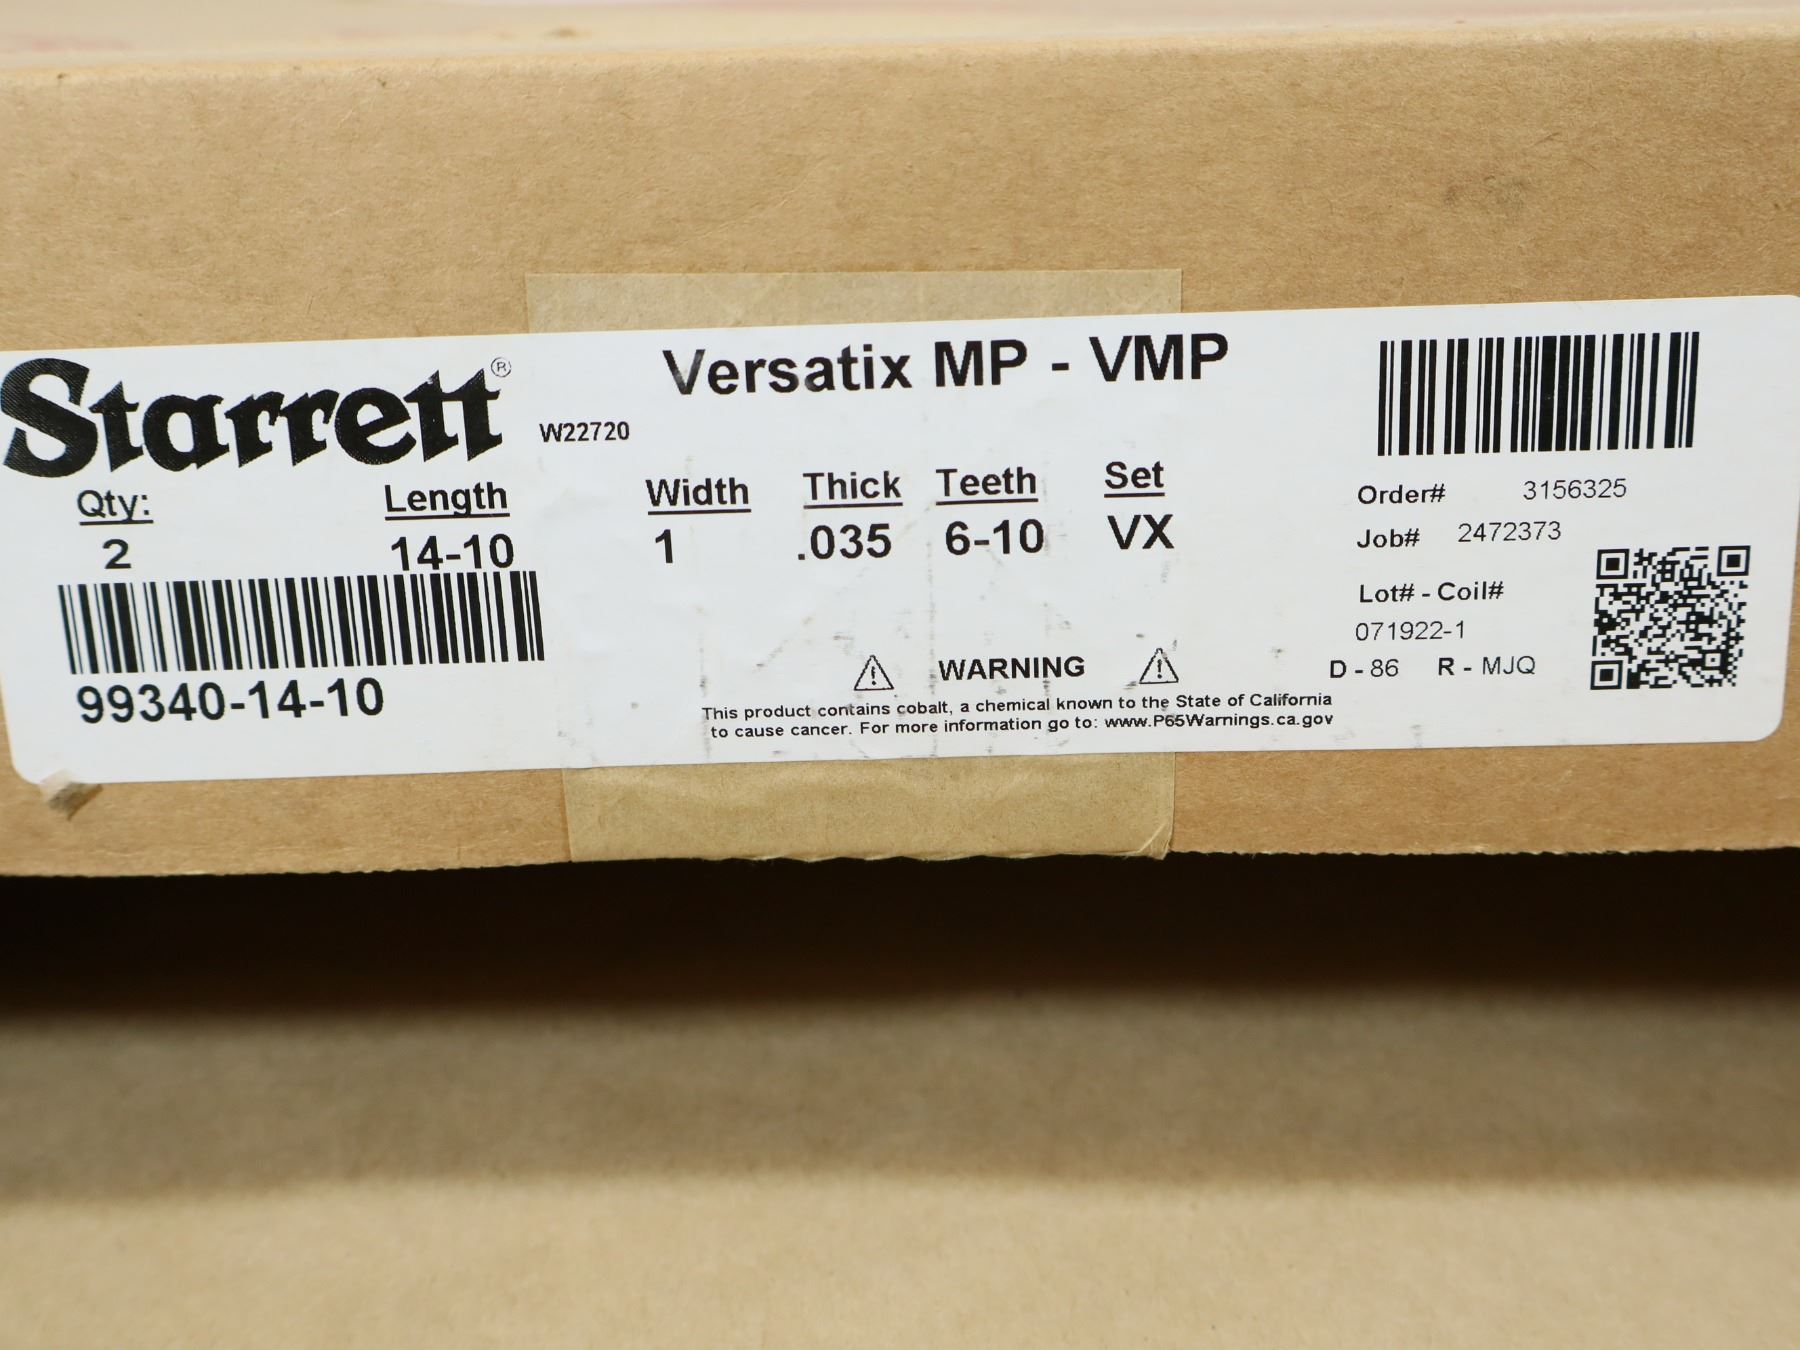 Starrett®
W22720
Versatix MP - VMP
Qty: Length Width Thick Teeth Set
2 14-10 1 .035 6-10 VX
99340-14-10
WARNING
This product contains cobalt, a chemical known to the State of California
to cause cancer. For more information go to: www.P65Warnings.ca.gov
Order# 3156325
Job# 2472373
Lot# - Coil#
071922-1
D - 86 R - MJQ